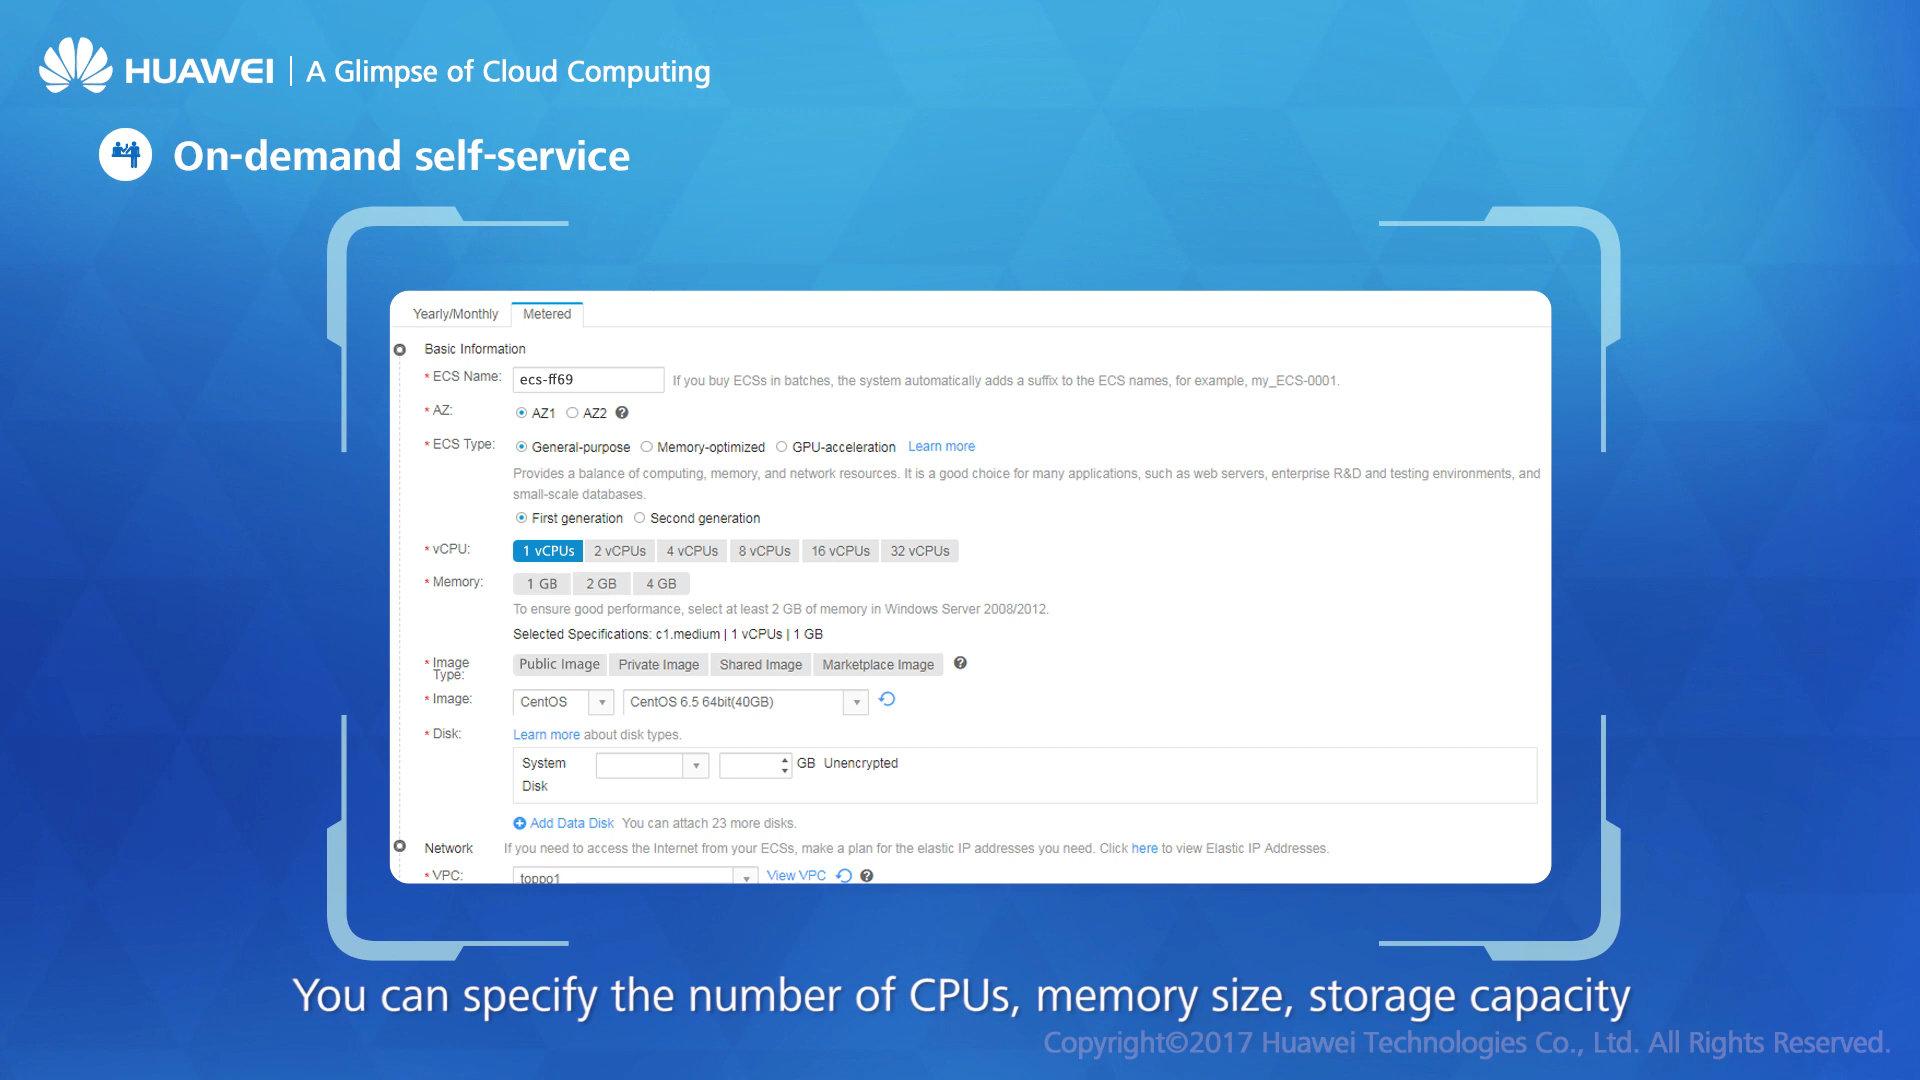 HUAWEI | A Glimpse of Cloud Computing
On-demand self-service
Yearly/Monthly Metered
Basic Information
* ECS Name: ecs-ff69 If you buy ECSs in batches, the system automatically adds a suffix to the ECS names, for example, my_ECS-0001.
* AZ: AZ1 AZ2 ?
* ECS Type: General-purpose Memory-optimized GPU-acceleration Learn more
Provides a balance of computing, memory, and network resources. It is a good choice for many applications, such as web servers, enterprise R&D and testing environments, and
small-scale databases.
First generation Second generation
* vCPU: 1 vCPUs 2 vCPUs 4 vCPUs 8 vCPUs 16 vCPUs 32 vCPUs
* Memory: 1 GB 2 GB 4 GB
To ensure good performance, select at least 2 GB of memory in Windows Server 2008/2012.
Selected Specifications: c1.medium | 1 vCPUs | 1 GB
* Image Type: Public Image Private Image Shared Image Marketplace Image ?
* Image: CentOS CentOS 6.5 64bit(40GB)
* Disk: Learn more about disk types.
System Disk GB Unencrypted
Add Data Disk You can attach 23 more disks.
Network If you need to access the Internet from your ECSs, make a plan for the elastic IP addresses you need. Click here to view Elastic IP Addresses.
* VPC: toppo1 View VPC ?
You can specify the number of CPUs, memory size, storage capacity
Copyright©2017 Huawei Technologies Co., Ltd. All Rights Reserved.